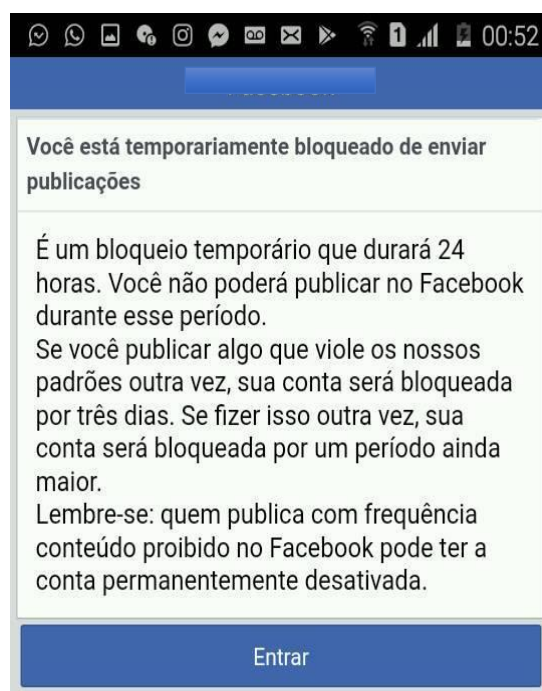 1 00:52
Você está temporariamente bloqueado de enviar
publicações
É um bloqueio temporário que durará 24
horas. Você não poderá publicar no Facebook
durante esse período.
Se você publicar algo que viole os nossos
padrões outra vez, sua conta será bloqueada
por três dias. Se fizer isso outra vez, sua
conta será bloqueada por um período ainda
maior.
Lembre-se: quem publica com frequência
conteúdo proibido no Facebook pode ter a
conta permanentemente desativada.
Entrar